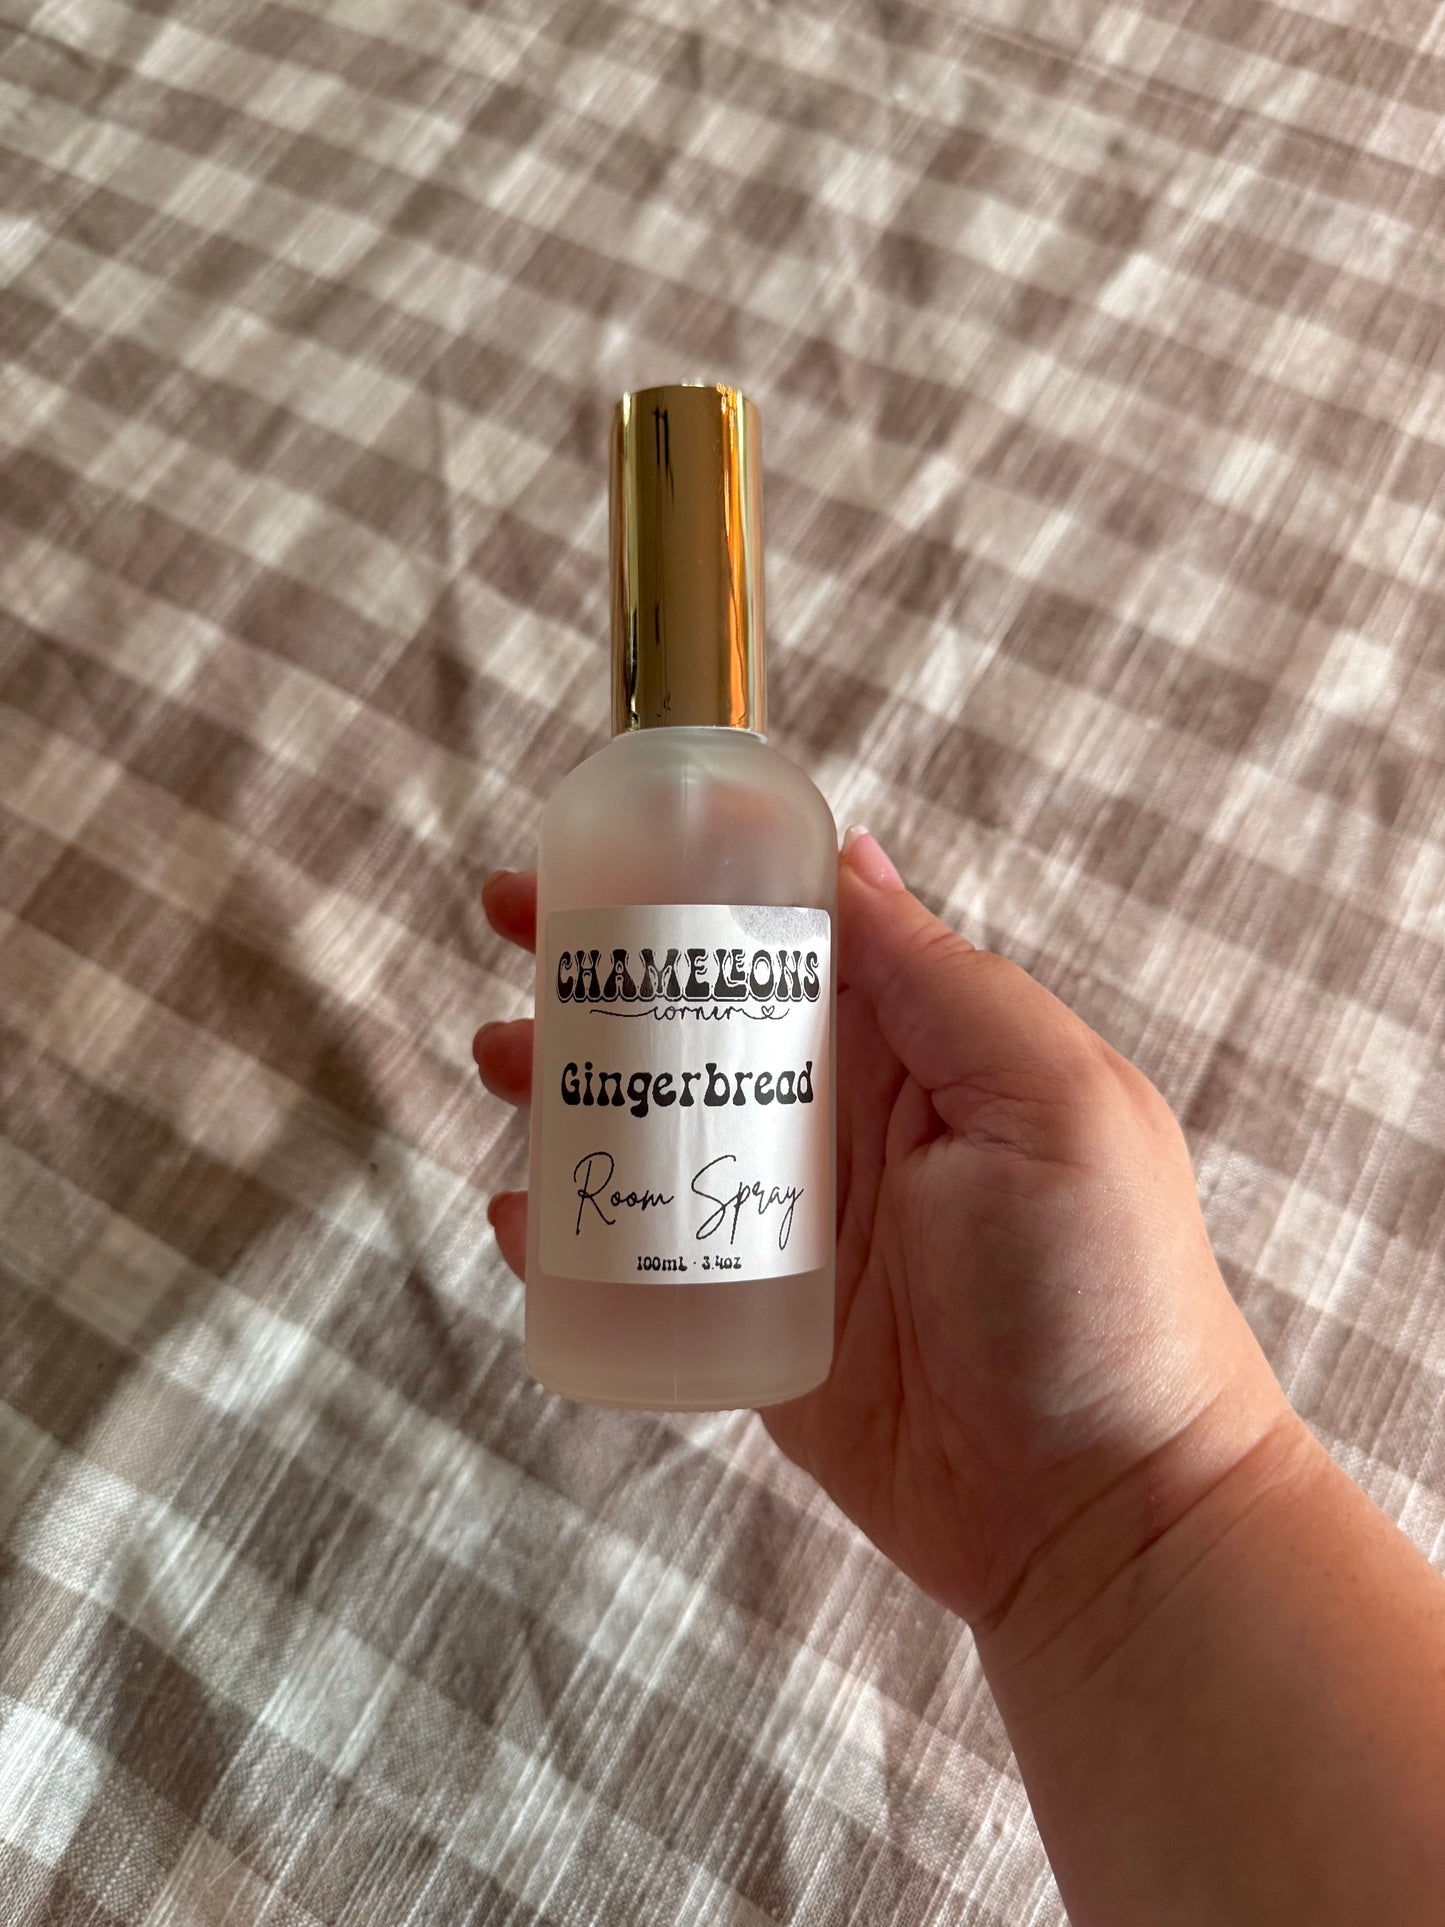 CHAMELEONS
corner
Gingerbread
Room Spray
100mL · 3.4oz